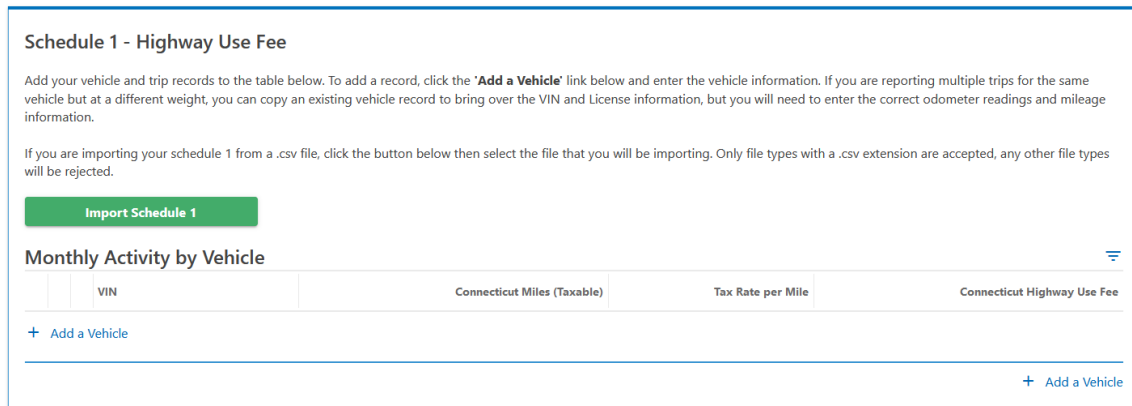 Schedule 1 - Highway Use Fee
Add your vehicle and trip records to the table below. To add a record, click the 'Add a Vehicle' link below and enter the vehicle information. If you are reporting multiple trips for the same
vehicle but at a different weight, you can copy an existing vehicle record to bring over the VIN and License information, but you will need to enter the correct odometer readings and mileage
information.
If you are importing your schedule 1 from a .csv file, click the button below then select the file that you will be importing. Only file types with a .csv extension are accepted, any other file types
will be rejected.
Import Schedule 1
Monthly Activity by Vehicle
VIN Connecticut Miles (Taxable) Tax Rate per Mile Connecticut Highway Use Fee
+ Add a Vehicle
+ Add a Vehicle